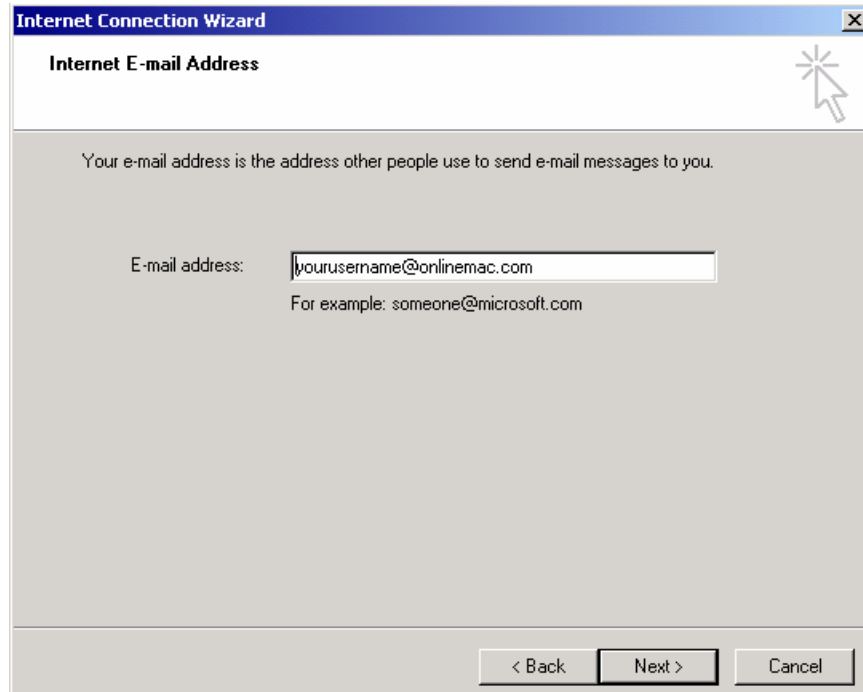 Internet Connection Wizard
Internet E-mail Address
Your e-mail address is the address other people use to send e-mail messages to you.
E-mail address: yourusername@onlinemac.com
For example: someone@microsoft.com
< Back Next > Cancel